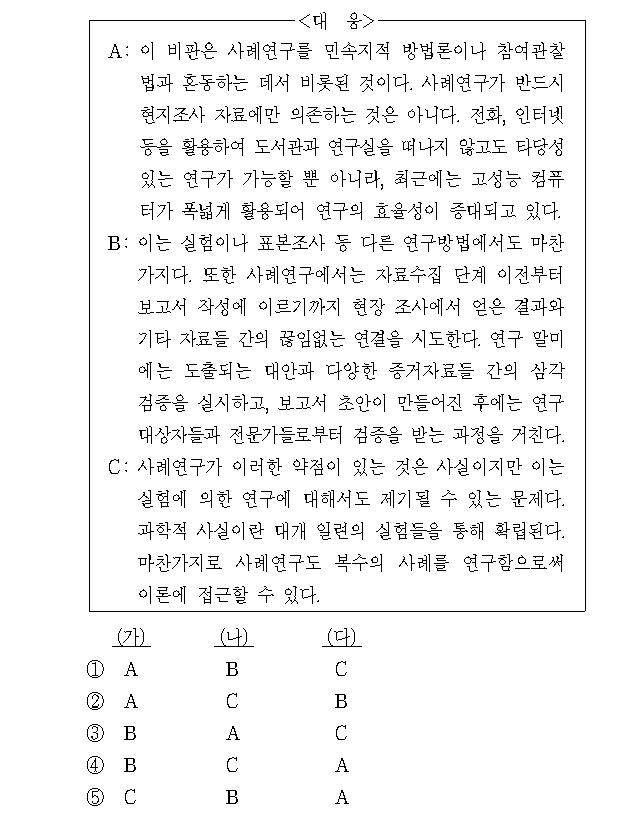 <대 웅>
A: 이 비판은 사례연구를 민속지적 방법론이나 참여관찰
법과 혼동하는 데서 비롯된 것이다. 사례연구가 반드시
현지조사 자료에만 의존하는 것은 아니다. 전화, 인터넷
등을 활용하여 도서관과 연구실을 떠나지 않고도 타당성
있는 연구가 가능할 뿐 아니라, 최근에는 고성능 컴퓨
터가 폭넓게 활용되어 연구의 효율성이 증대되고 있다.
B: 이는 실험이나 표본조사 등 다른 연구방법에서도 마찬
가지다. 또한 사례연구에서는 자료수집 단계 이전부터
보고서 작성에 이르기까지 현장 조사에서 얻은 결과와
기타 자료들 간의 끊임없는 연결을 시도한다. 연구 말미
에는 도출되는 대안과 다양한 증거자료들 간의 삼각
검증을 실시하고, 보고서 초안이 만들어진 후에는 연구
대상자들과 전문가들로부터 검증을 받는 과정을 거친다.
C: 사례연구가 이러한 약점이 있는 것은 사실이지만 이는
실험에 의한 연구에 대해서도 제기될 수 있는 문제다.
과학적 사실이란 대개 일련의 실험들을 통해 확립된다.
마찬가지로 사례연구도 복수의 사례를 연구함으로써
이론에 접근할 수 있다.
(가) (나) (다)
① A B C
② A C B
③ B A C
④ B C A
⑤ C B A